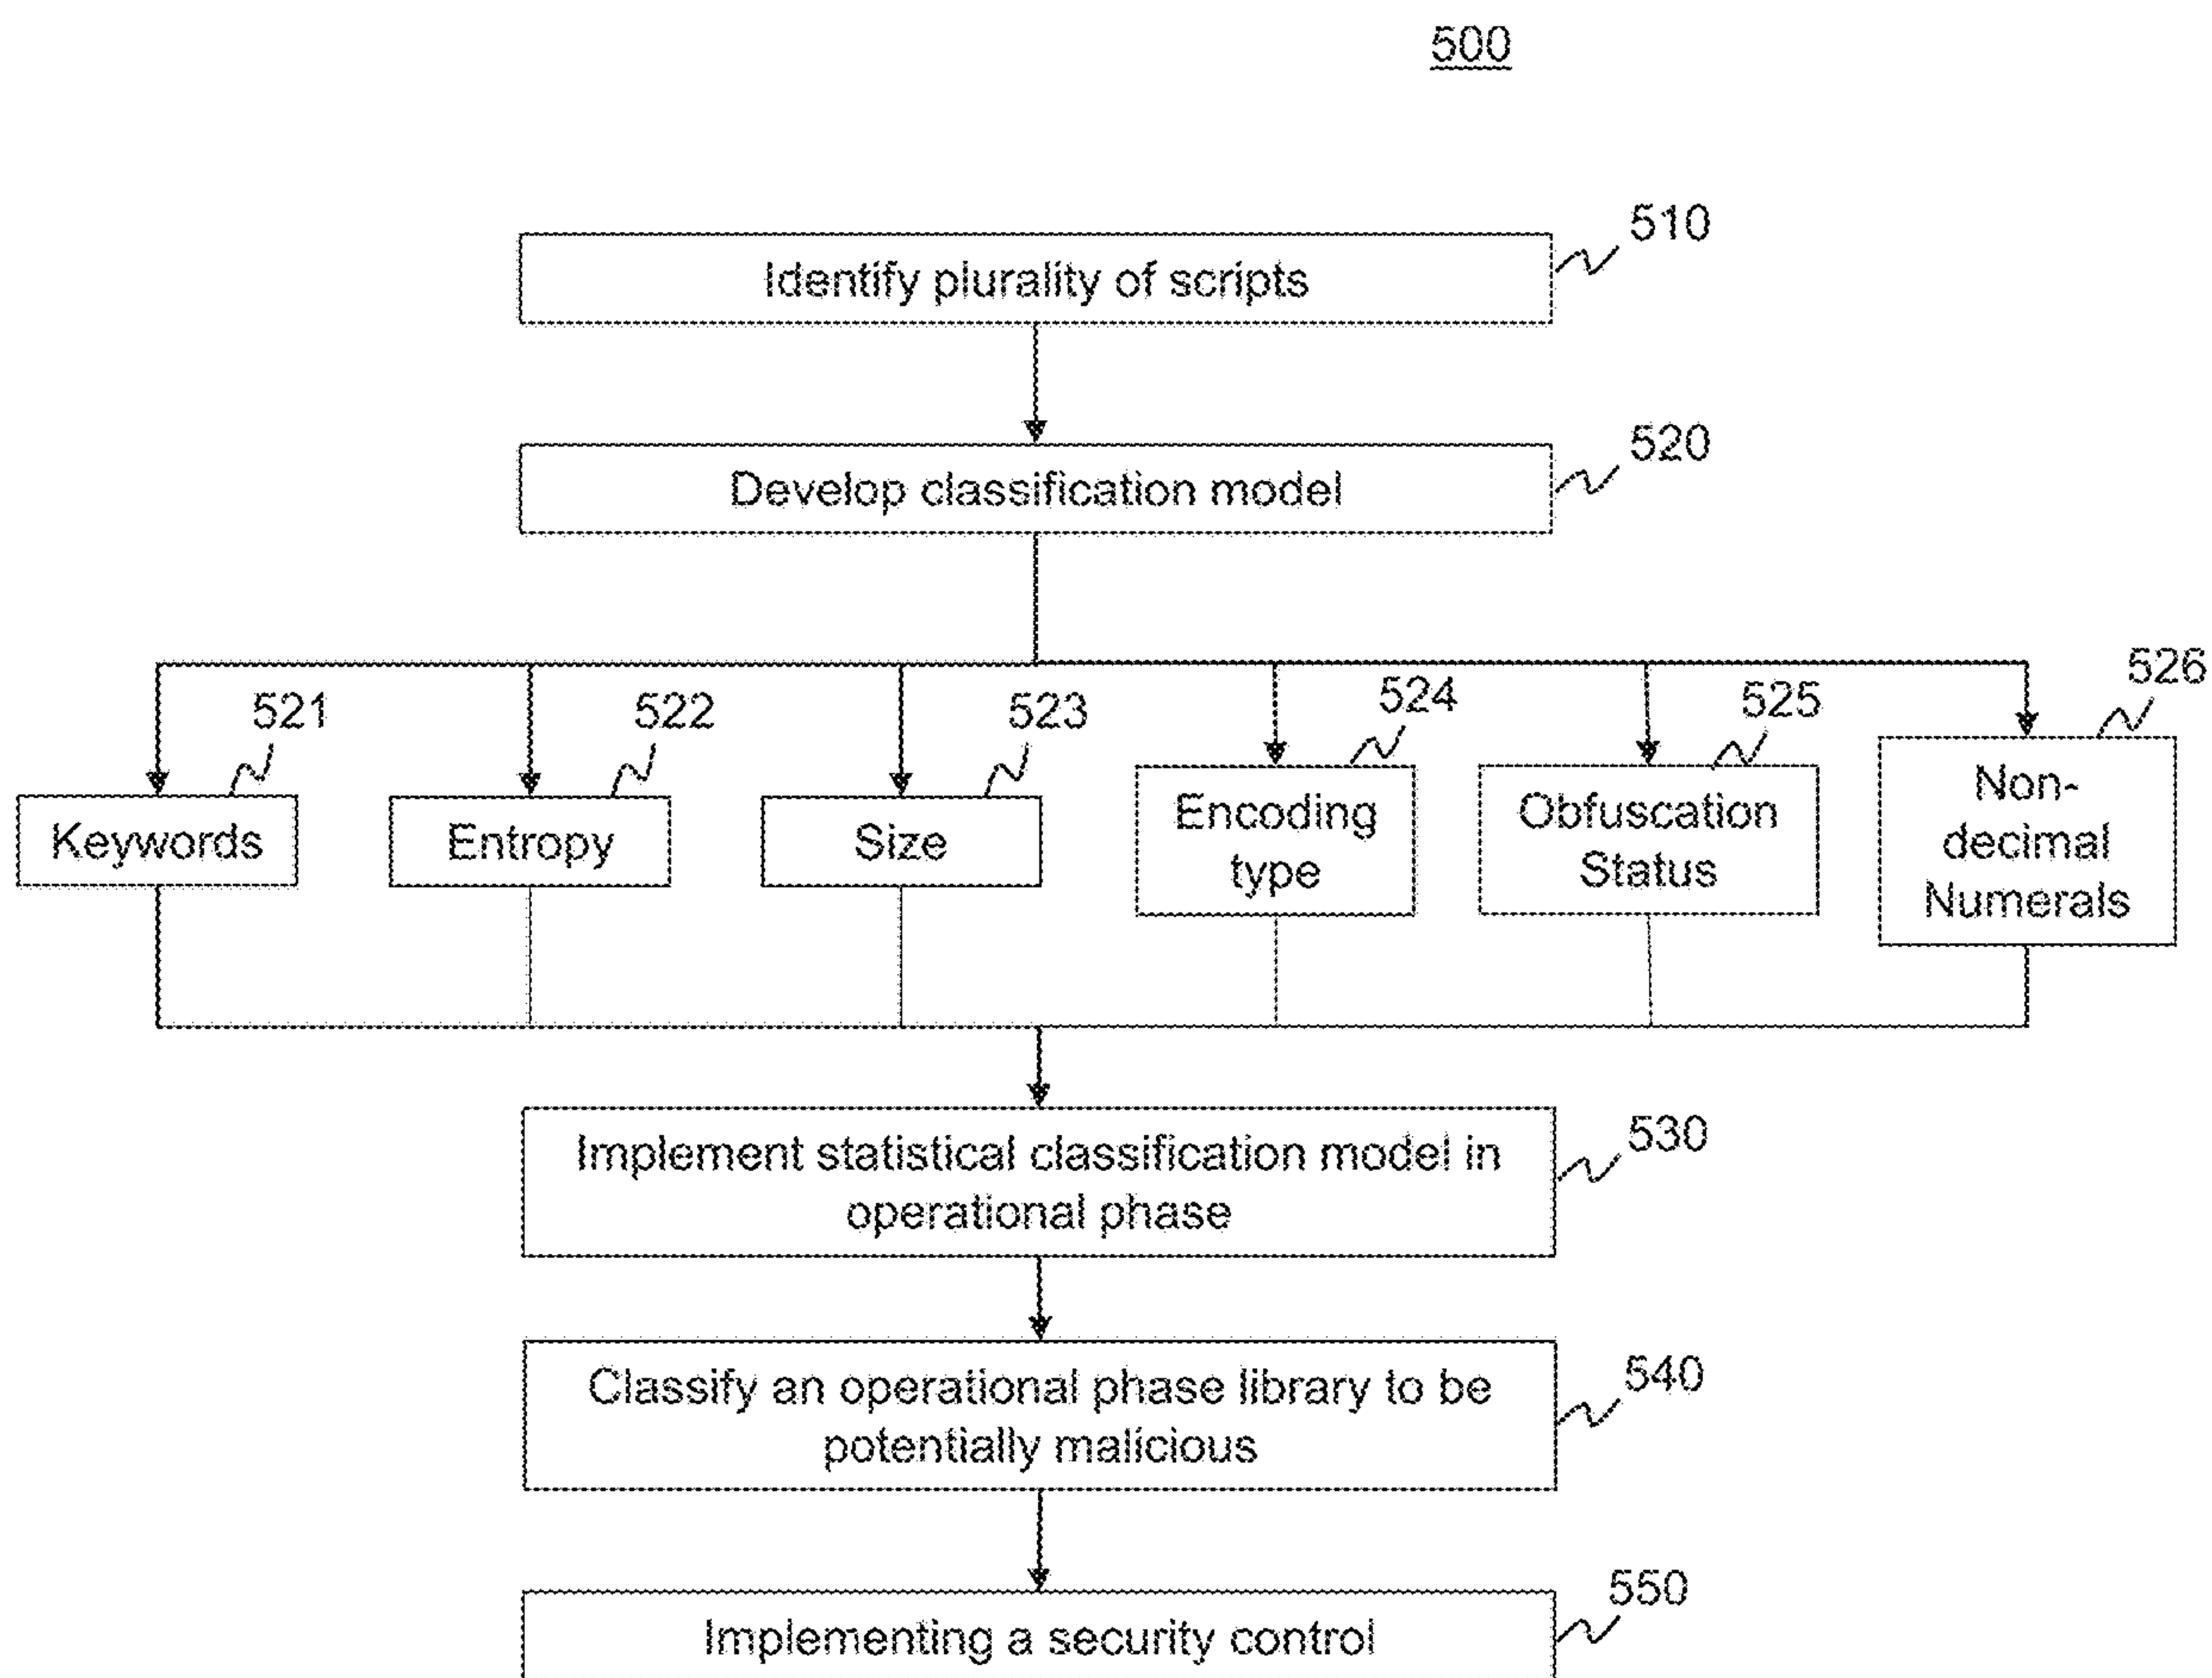 500
510
Identify plurality of scripts
520
Develop classification model
521
522
523
524
525
526
Keywords
Entropy
Size
Encoding
type
Obfuscation
Status
Non-
decimal
Numerals
530
Implement statistical classification model in
operational phase
540
Classify an operational phase library to be
potentially malicious
550
Implementing a security control